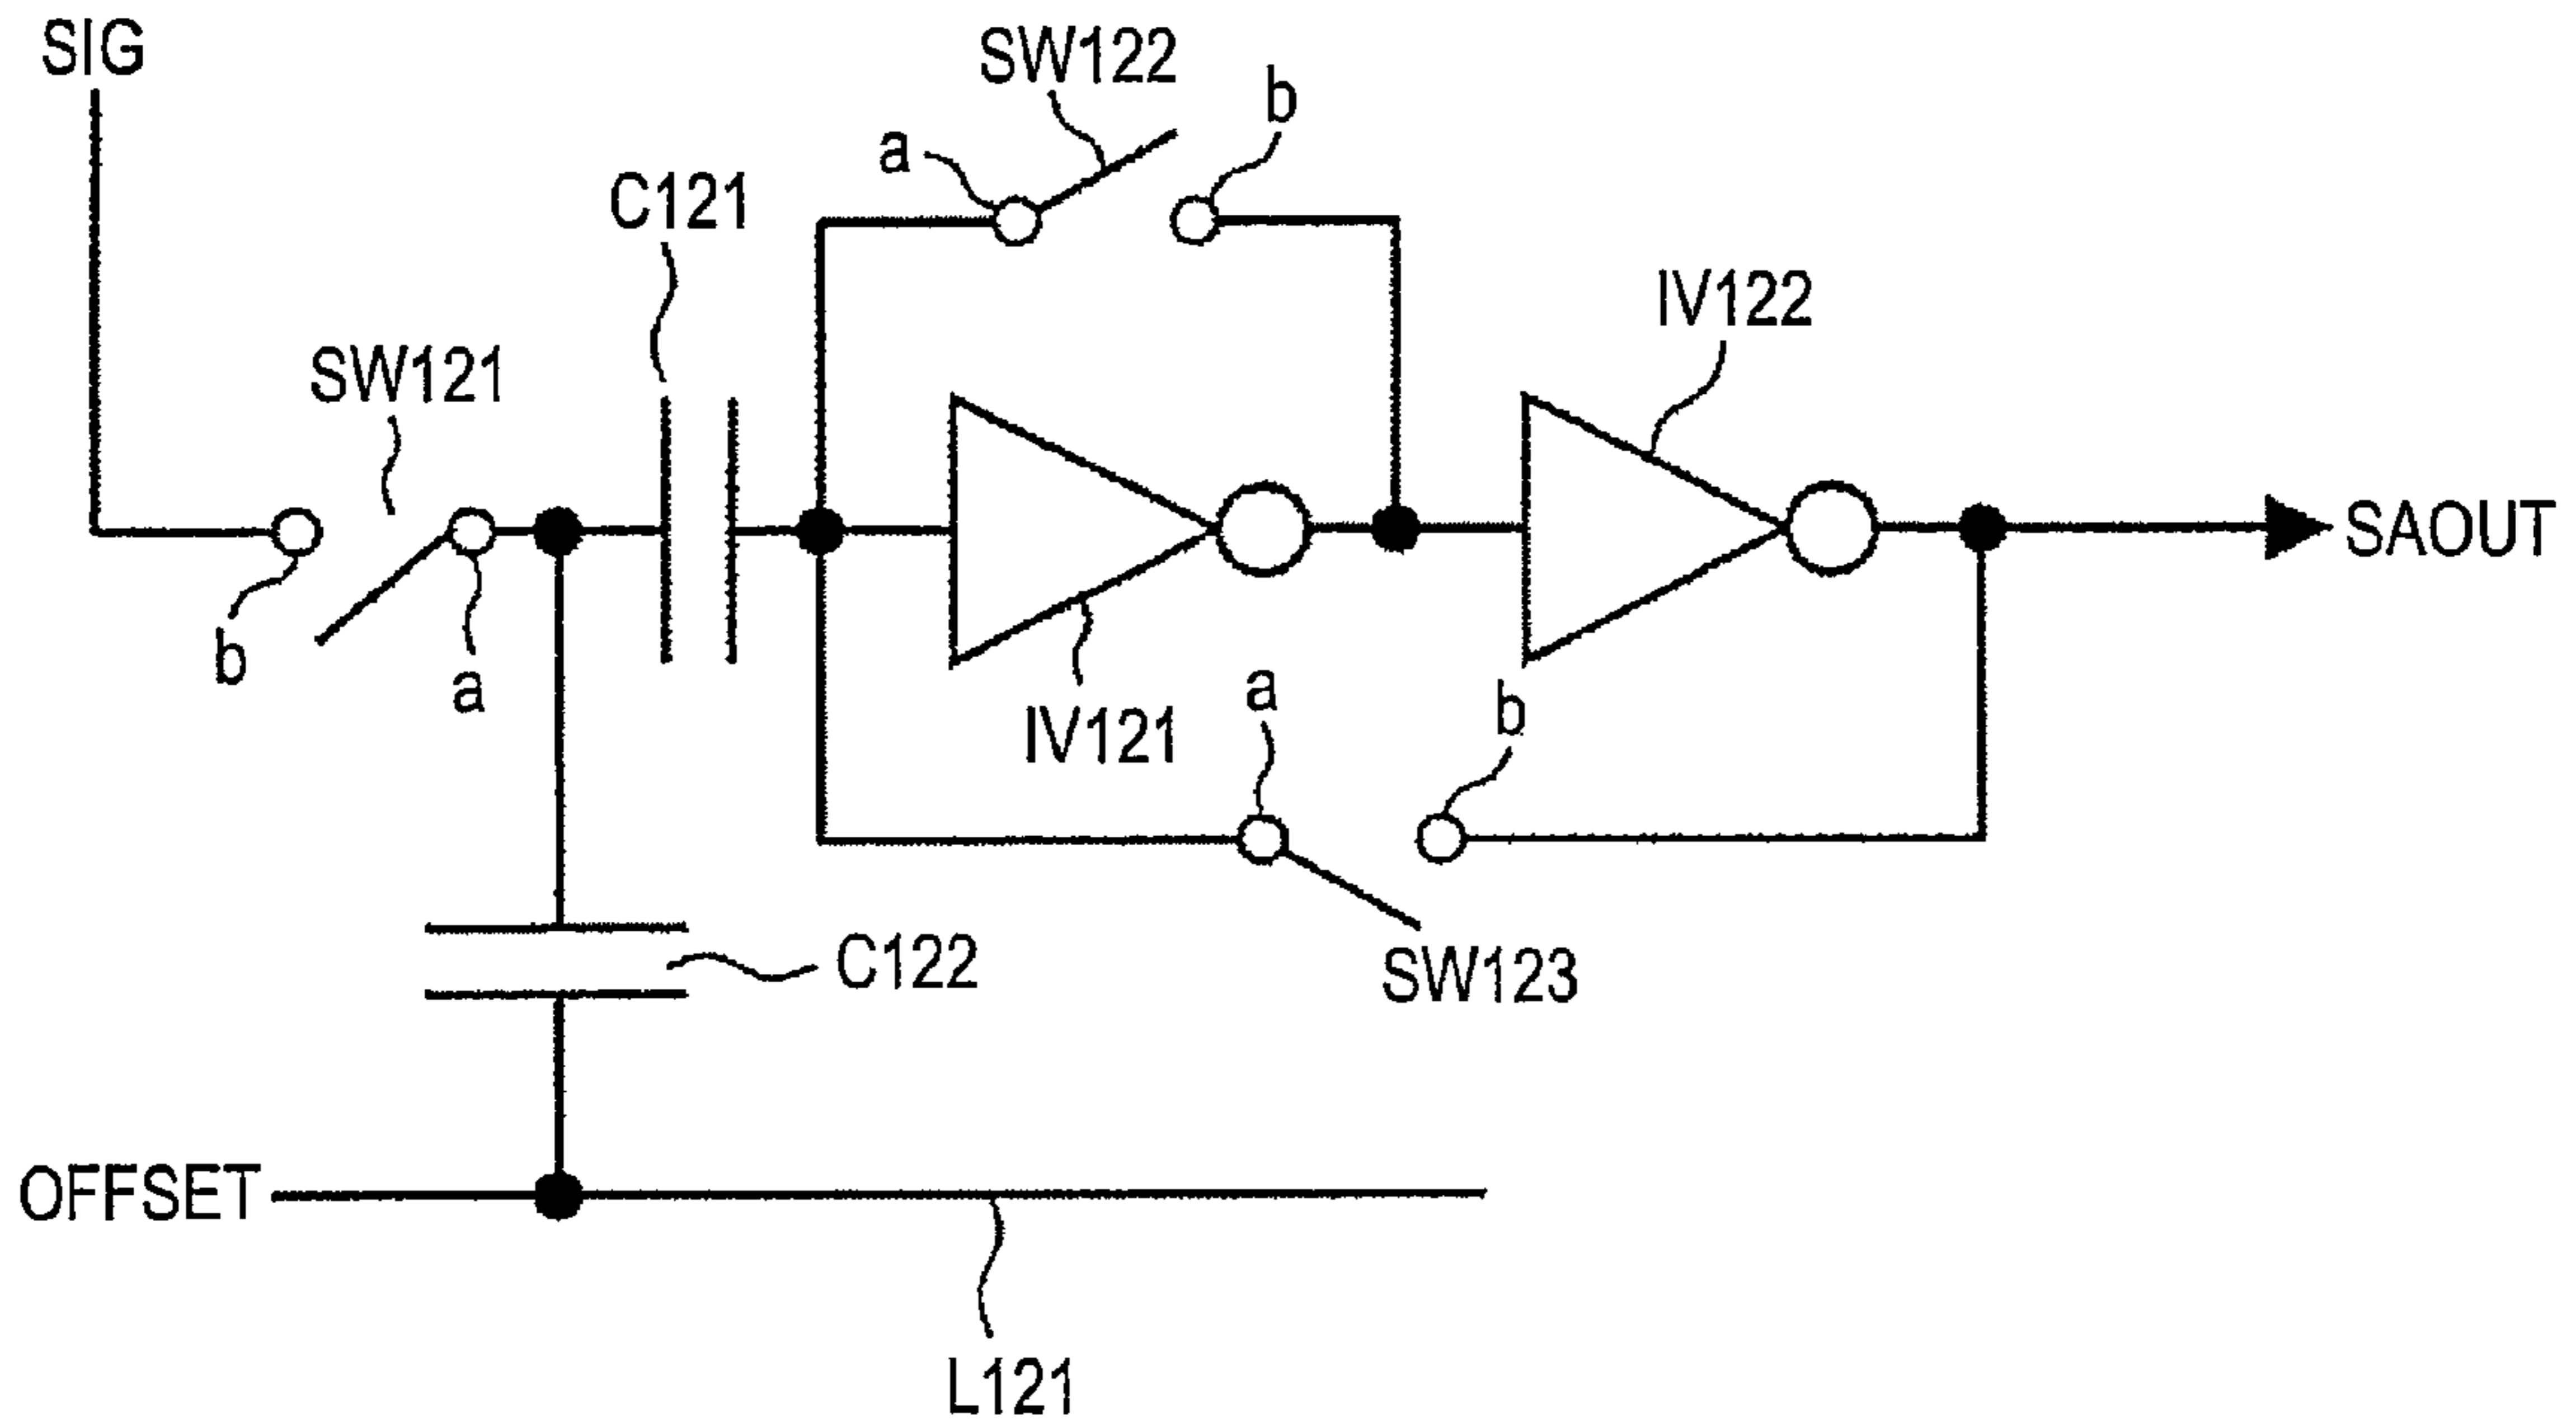 SIG
SW122
b
a
C121
IV122
SW121
SAOUT
b
a
IV121
a
b
C122
SW123
OFFSET
L121